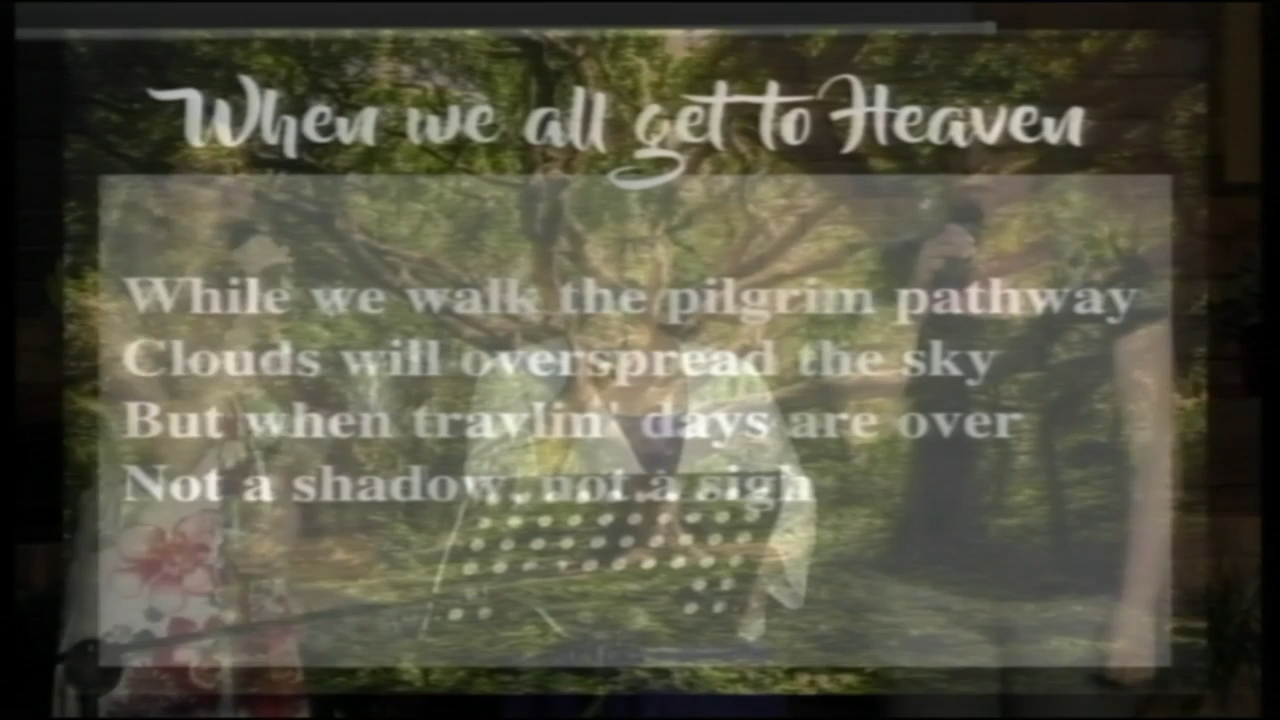 When we all get to Heaven
While we walk the pilgrim pathway
Clouds will overspread the sky
But when travlin' days are over
Not a shadow, not a sigh